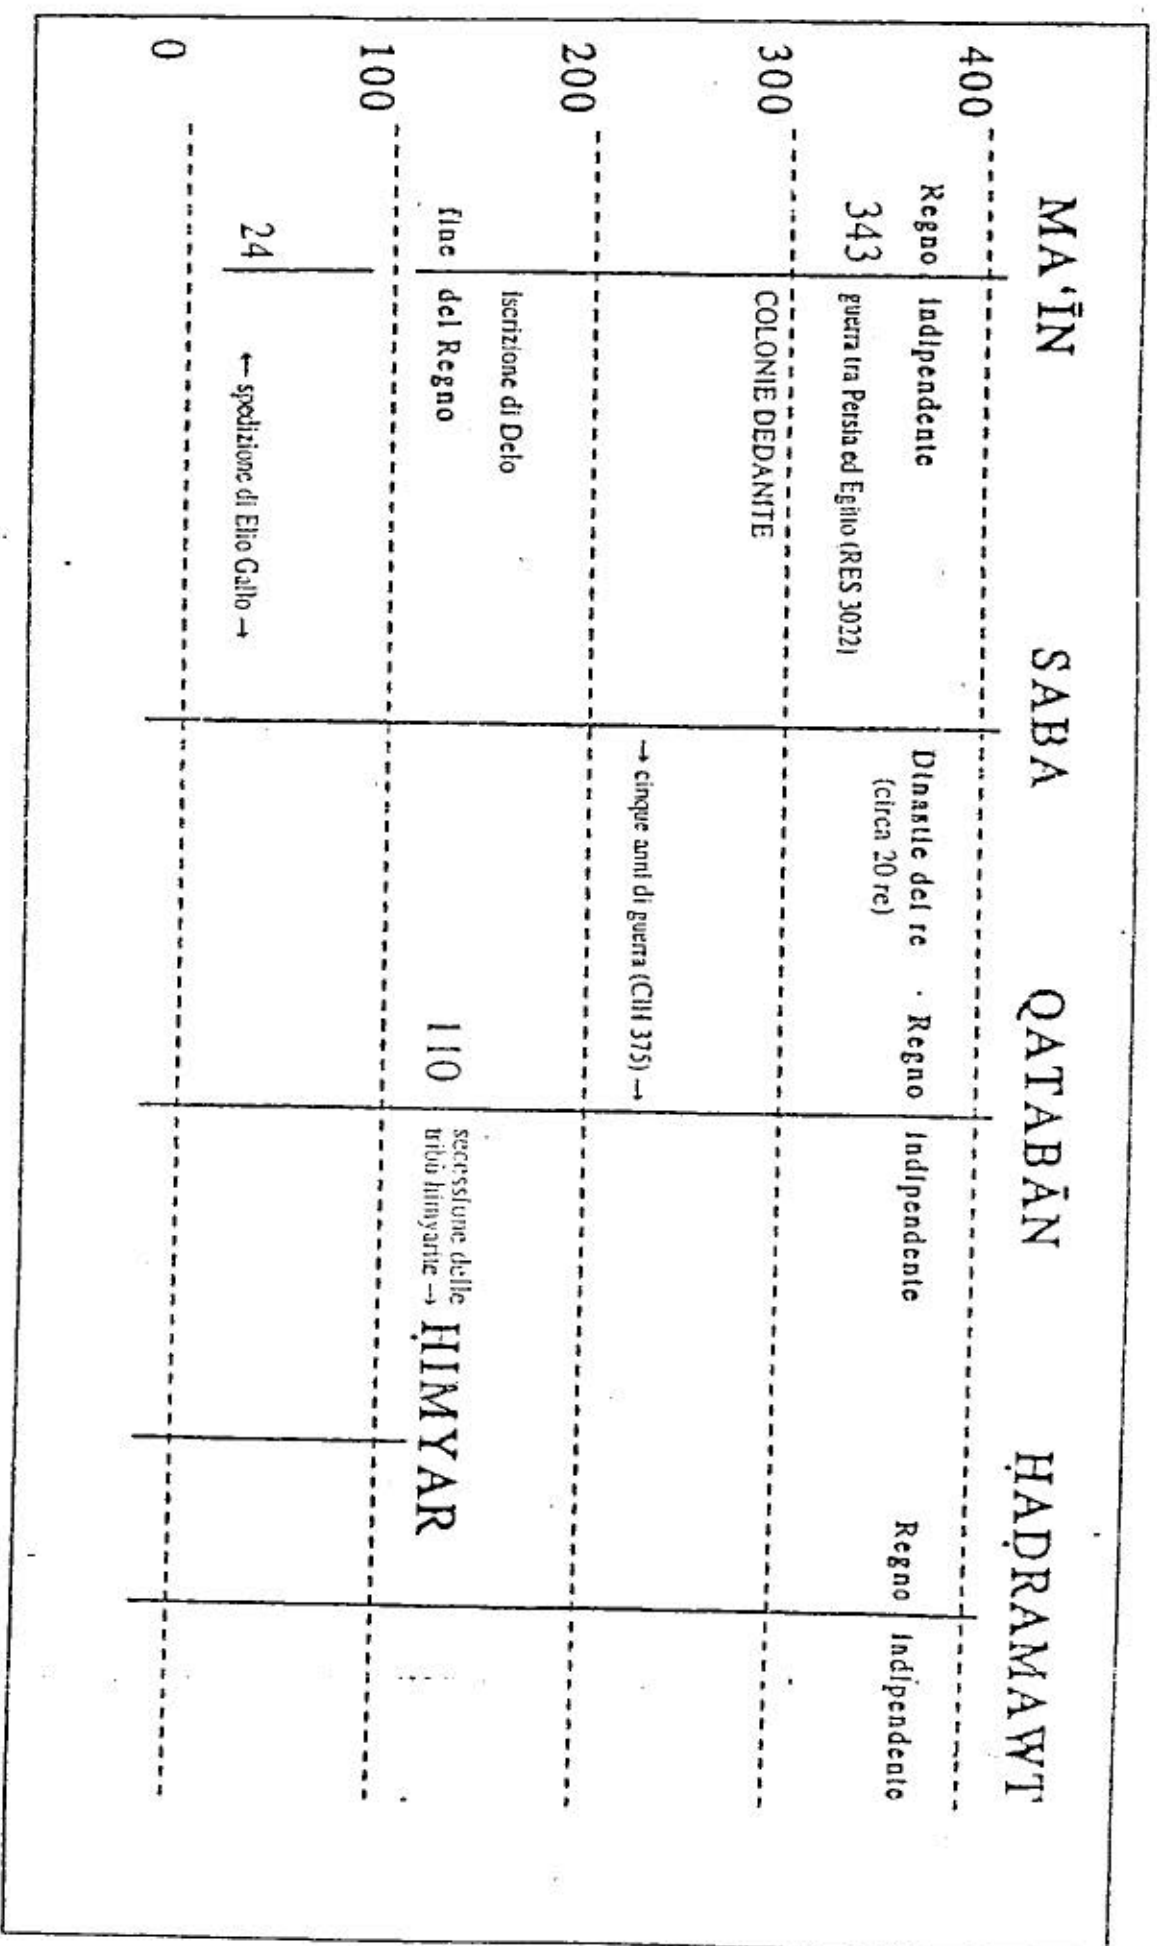 MA‘ĪN SABA QATABĀN ḤAḌRAMAWT
400
Regno Indipendente Dinastie dei re Regno Indipendente Regno Indipendente
(circa 20 re)
343 guerra tra Persia ed Egitto (RES 3022)
300
COLONIE DEDANITE
→ cinque anni di guerra (CIH 375) →
200
iscrizione di Delo
fine del Regno 110 secessione delle
tribù himyarite → ḤIMYAR
100
24 ← spedizione di Elio Gallo →
0